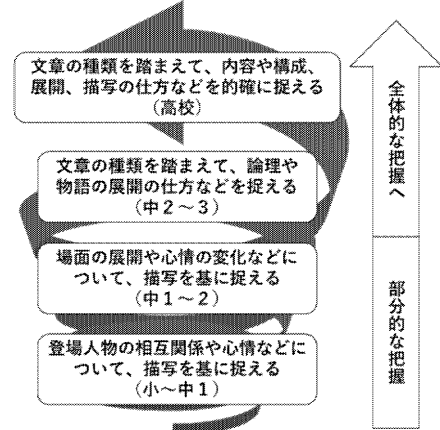 文章の種類を踏まえて、内容や構成、
展開、描写の仕方などを的確に捉える
（高校）
文章の種類を踏まえて、論理や
物語の展開の仕方などを捉える
（中２～３）
場面の展開や心情の変化などに
ついて、描写を基に捉える
（中１～２）
登場人物の相互関係や心情などに
ついて、描写を基に捉える
（小～中１）
全体的な把握へ
部分的な把握